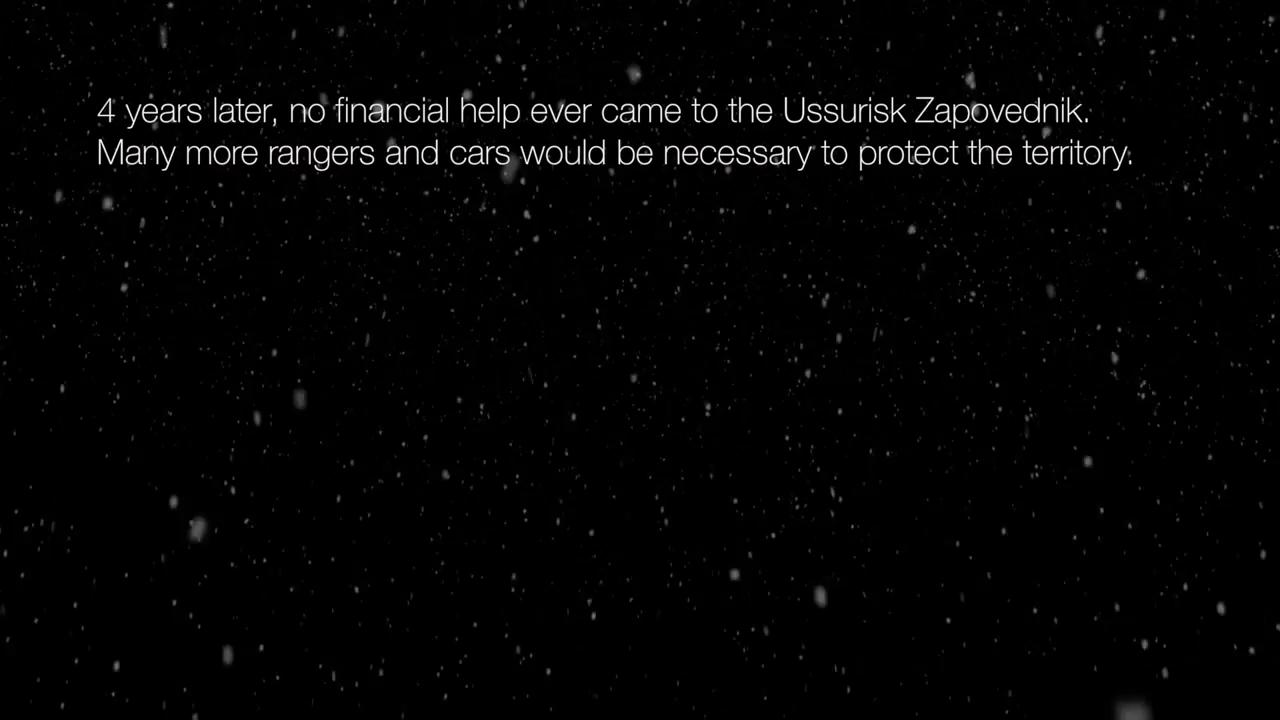 4 years later, no financial help ever came to the Ussurisk Zapovednik.
Many more rangers and cars would be necessary to protect the territory.